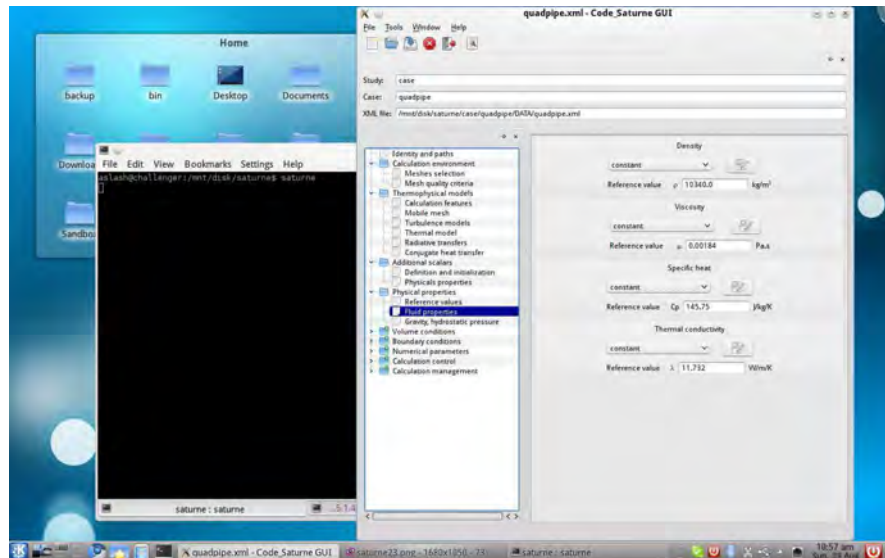 Home
backup
bin
Desktop
Documents
quadpipe.xml - Code_Saturne GUI
File Tools Window Help
Study: case
Case: quadpipe
XML file: /mnt/disk/saturne/case/quadpipe/DATA/quadpipe.xml
File Edit View Bookmarks Settings Help
aslash@challenger:/mnt/disk/saturne$ saturne
saturne : saturne
Identity and paths
Calculation environment
Meshes selection
Mesh quality criteria
Thermophysical models
Calculation features
Mobile mesh
Turbulence models
Thermal model
Radiative transfers
Conjugate heat transfer
Additional scalars
Definition and initialization
Physicals properties
Physical properties
Reference values
Fluid properties
Gravity, hydrostatic pressure
Volume conditions
Boundary conditions
Numerical parameters
Calculation control
Calculation management
Density
constant
Reference value ρ 10340.0 kg/m³
Viscosity
constant
Reference value μ 0.00184 Pa.s
Specific heat
constant
Reference value Cp 145.75 J/kg/K
Thermal conductivity
constant
Reference value λ 11.732 W/m/K
quadpipe.xml - Code_Saturne GUI
saturne : saturne
10:57 am